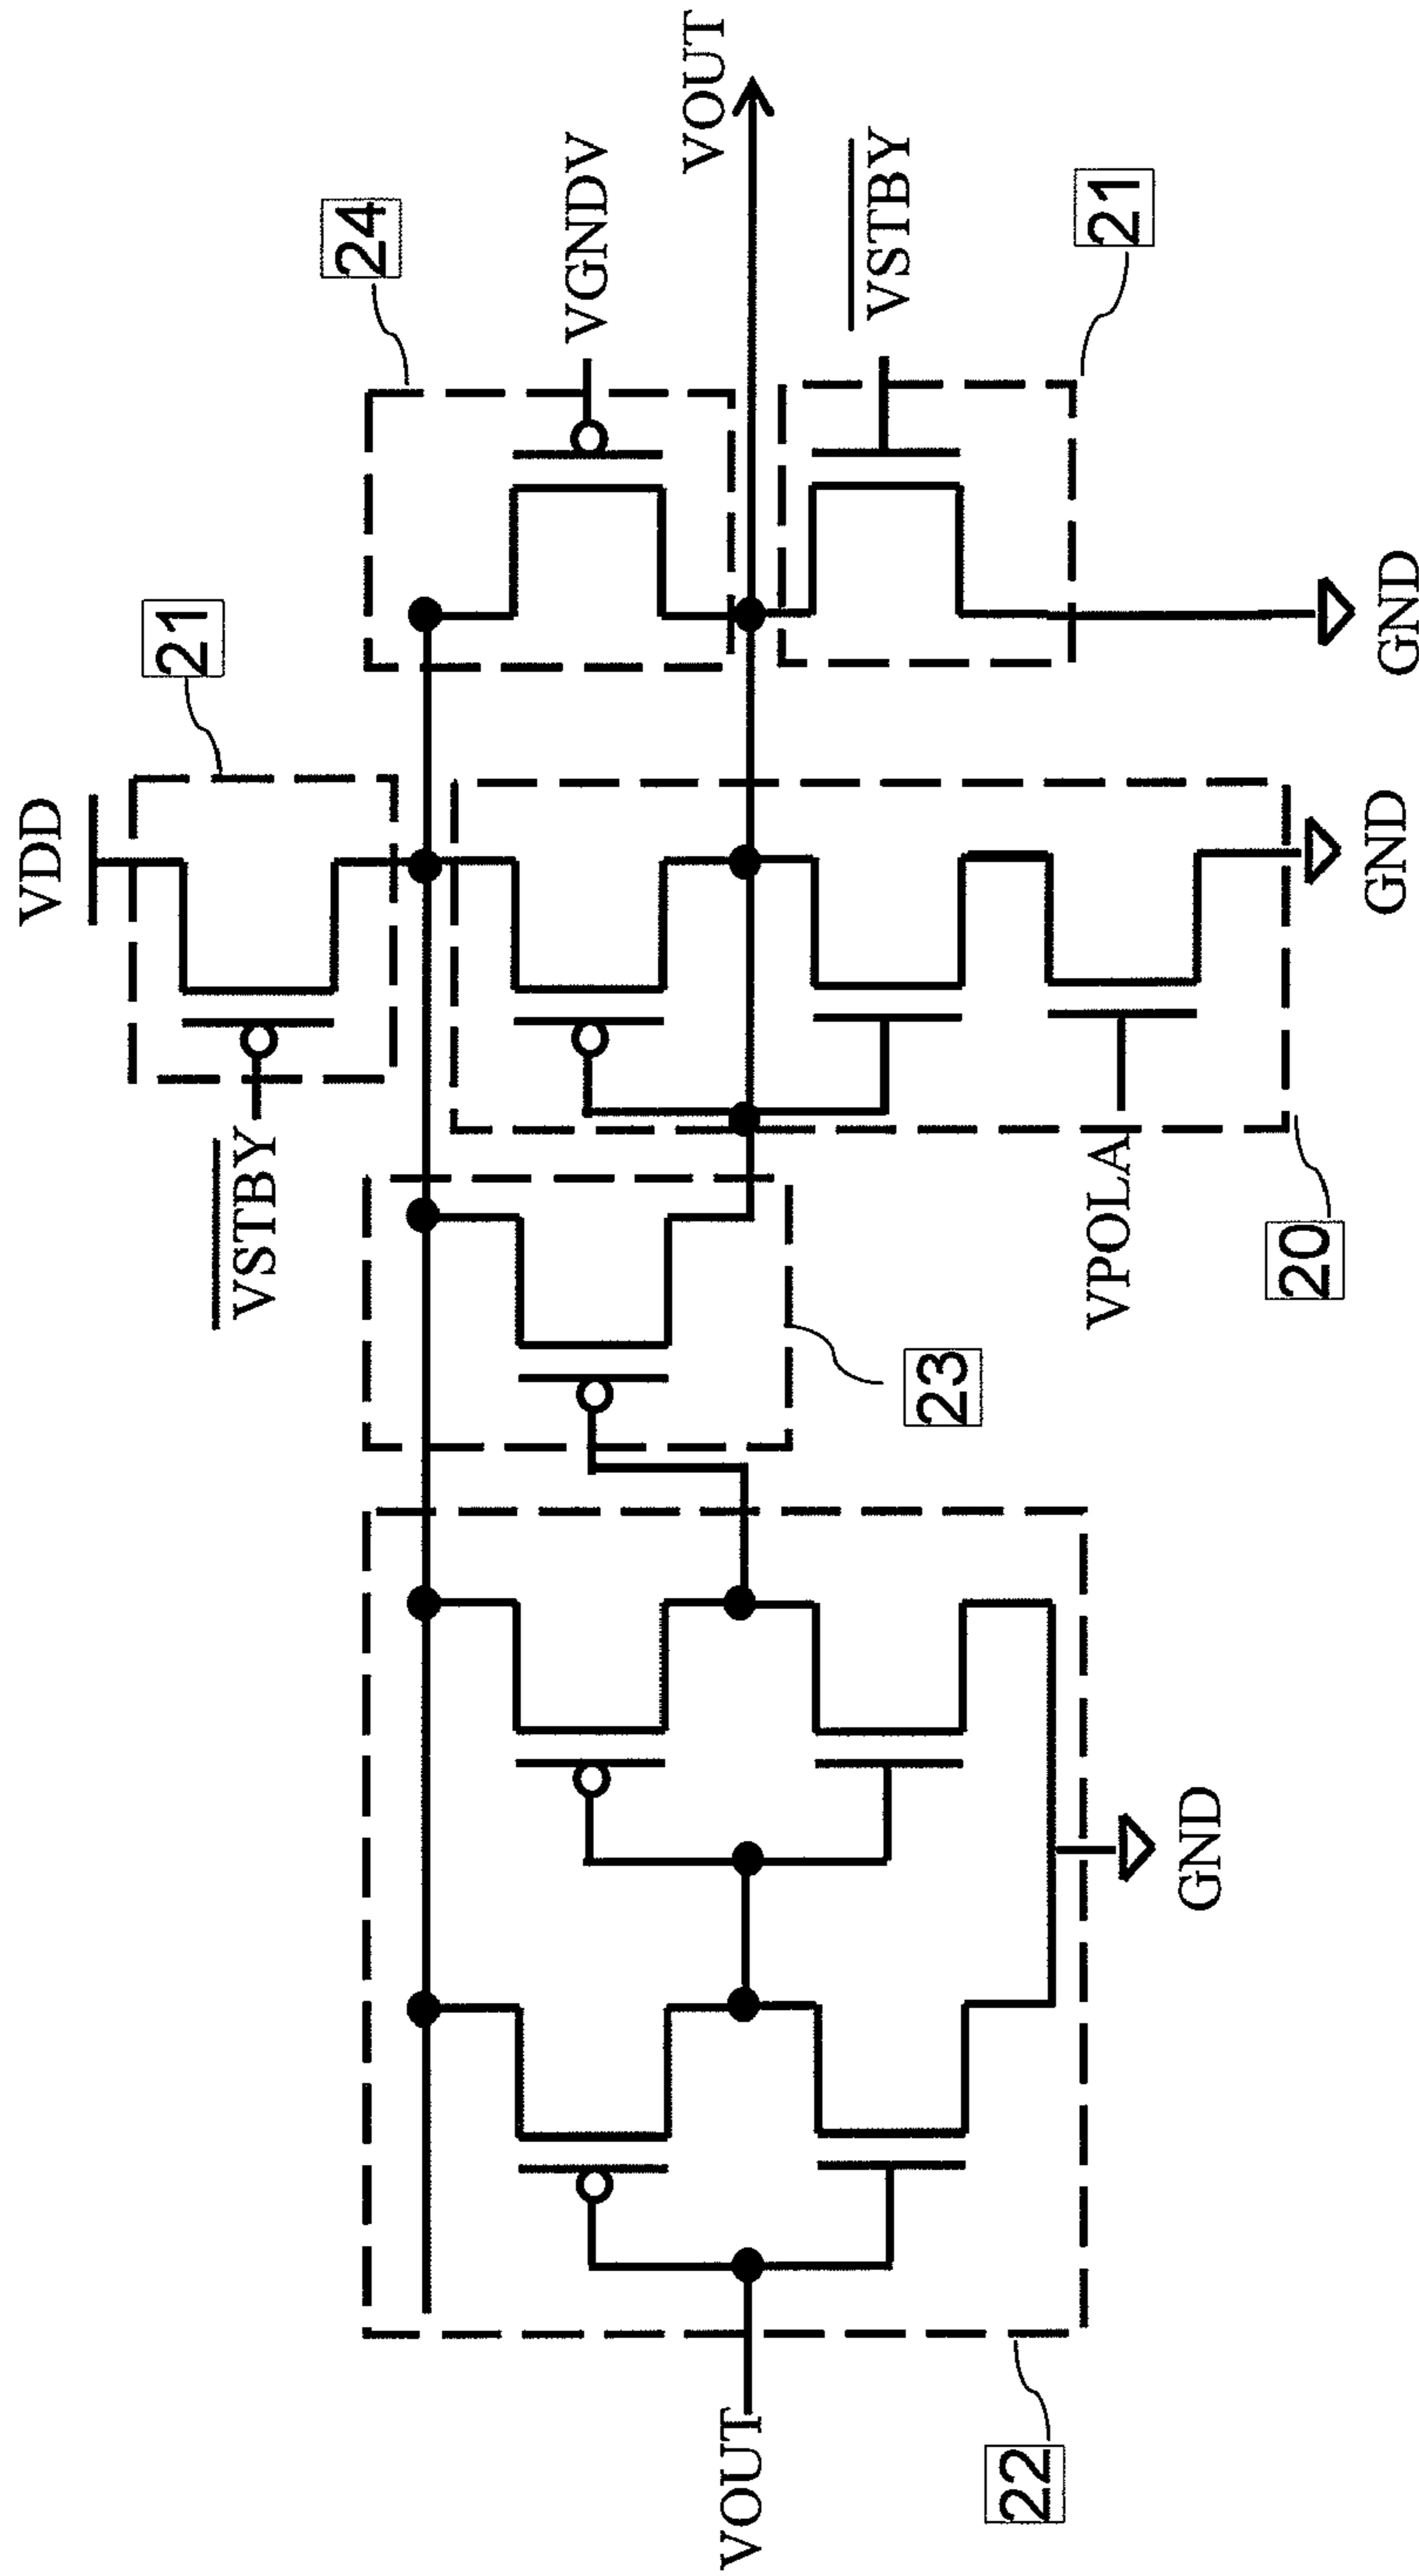 VDD
21
VSTBY
24
VGNDV
VOUT
VOUT
23
VSTBY
22
VPOLA
21
GND
20
GND
GND